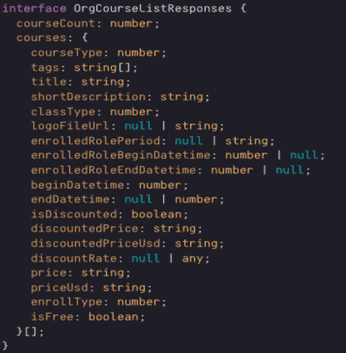 interface OrgCourseListResponses {
courseCount: number;
courses: {
courseType: number;
tags: string[];
title: string;
shortDescription: string;
classType: number;
logoFileUrl: null | string;
enrolledRolePeriod: null | string;
enrolledRoleBeginDatetime: number | null;
enrolledRoleEndDatetime: number | null;
beginDatetime: number;
endDatetime: null | number;
isDiscounted: boolean;
discountedPrice: string;
discountedPriceUsd: string;
discountRate: null | any;
price: string;
priceUsd: string;
enrollType: number;
isFree: boolean;
}[];
}